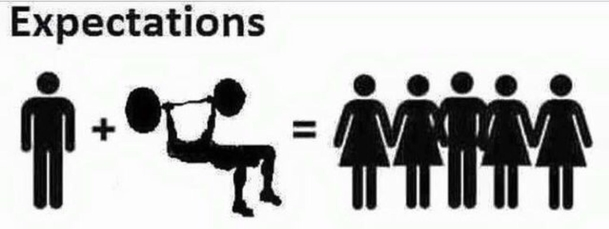 Expectations
+ =